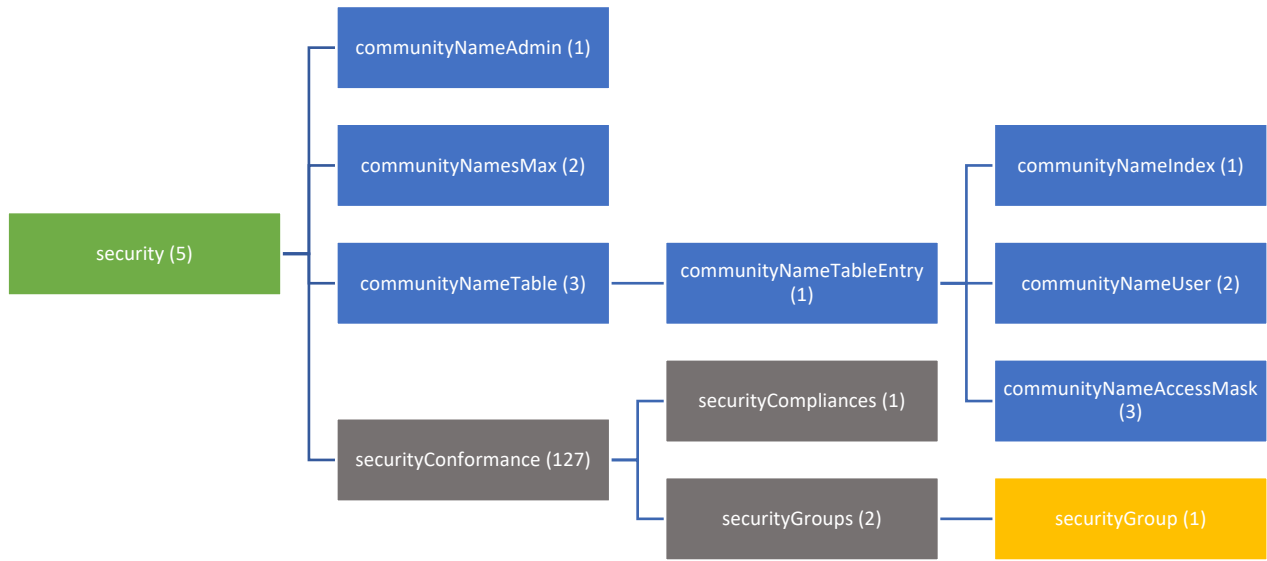 communityNameAdmin (1)
communityNamesMax (2)
communityNameIndex (1)
security (5)
communityNameTable (3)
communityNameTableEntry
(1)
communityNameUser (2)
securityCompliances (1)
communityNameAccessMask
(3)
securityConformance (127)
securityGroups (2)
securityGroup (1)